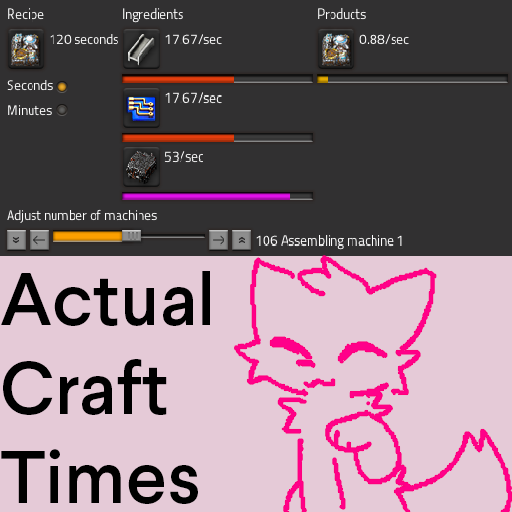 Recipe Ingredients Products
120 seconds 17.67/sec 0.88/sec
Seconds
17.67/sec
Minutes
53/sec
Adjust number of machines
106 Assembling machine 1
Actual
Craft
Times